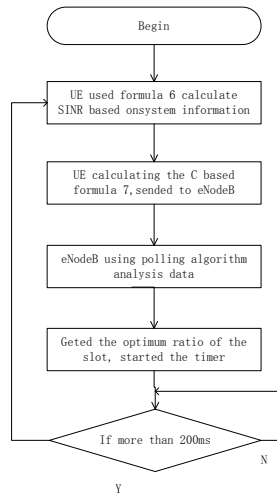 Begin
UE used formula 6 calculate
SINR based onsystem information
UE calculating the C based
formula 7,sended to eNodeB
eNodeB using polling algorithm
analysis data
Geted the optimum ratio of the
slot, started the timer
If more than 200ms
N
Y